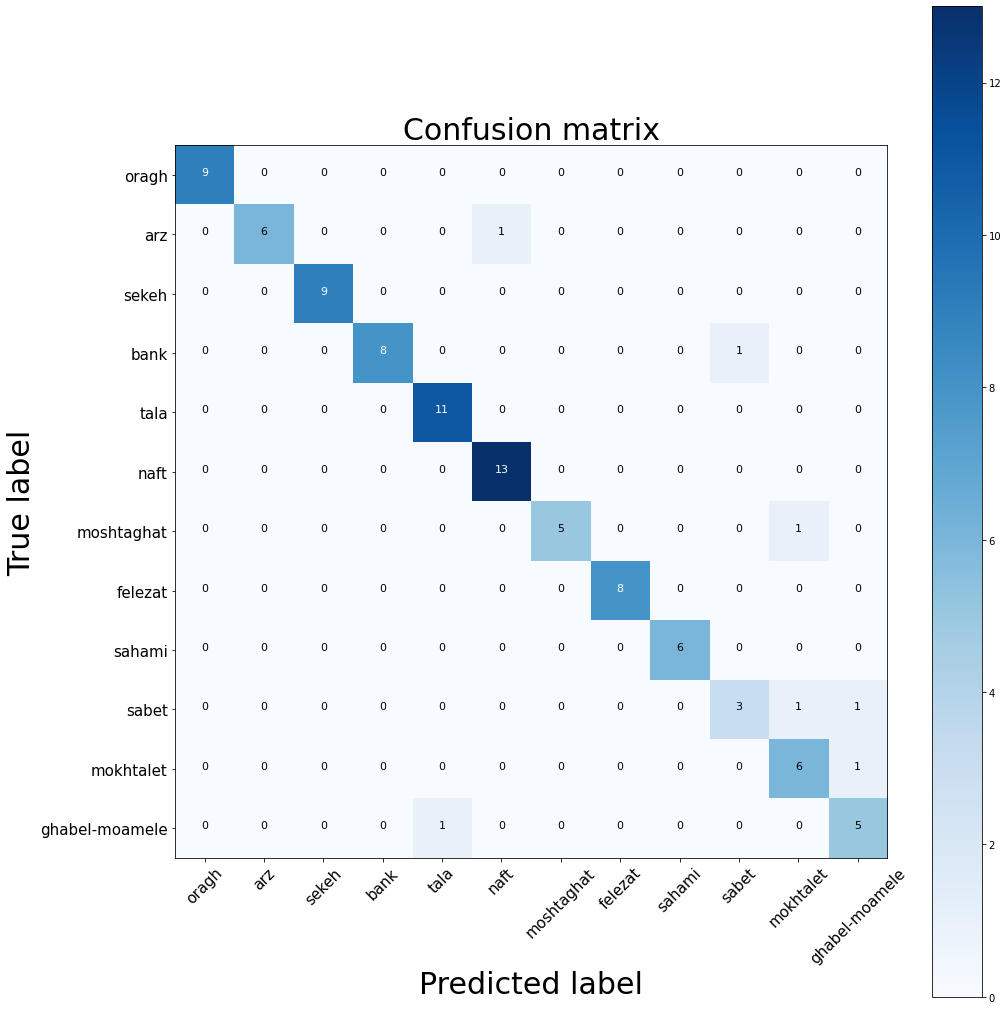 Confusion matrix
oragh 9 0 0 0 0 0 0 0 0 0 0 0
arz 0 6 0 0 0 1 0 0 0 0 0 0
sekeh 0 0 9 0 0 0 0 0 0 0 0 0
bank 0 0 0 8 0 0 0 0 0 1 0 0
tala 0 0 0 0 11 0 0 0 0 0 0 0
naft 0 0 0 0 0 13 0 0 0 0 0 0
moshtaghat 0 0 0 0 0 0 5 0 0 0 1 0
felezat 0 0 0 0 0 0 0 8 0 0 0 0
sahami 0 0 0 0 0 0 0 0 6 0 0 0
sabet 0 0 0 0 0 0 0 0 0 3 1 1
mokhtalet 0 0 0 0 0 0 0 0 0 0 6 1
ghabel-moamele 0 0 0 0 1 0 0 0 0 0 0 5
oragh arz sekeh bank tala naft moshtaghat felezat sahami sabet mokhtalet ghabel-moamele
Predicted label
True label
12
10
8
6
4
2
0